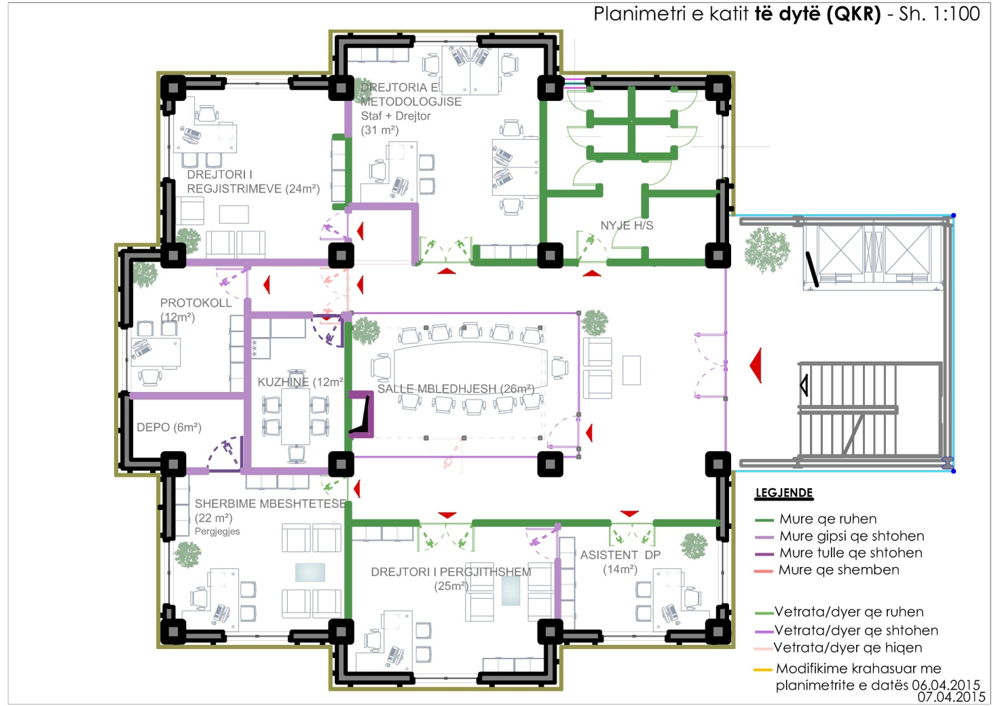 Planimetri e katit të dytë (QKR) - Sh. 1:100
DREJTORIA E
METODOLOGJISE
Staf + Drejtor
(31 m²)
DREJTORI I
REGJISTRIMEVE (24m²)
NYJE H/S
PROTOKOLL
(12m²)
KUZHINE (12m²
SALLE MBLEDHJESH (26m²)
DEPO (6m²)
SHERBIME MBESHTETESE
(22 m²)
Pergjegjes
DREJTORI I PERGJITHSHEM
(25m²)
ASISTENT DP
(14m²)
LEGJENDE
Mure qe ruhen
Mure gipsi qe shtohen
Mure tulle qe shtohen
Mure qe shemben
Vetrata/dyer qe ruhen
Vetrata/dyer qe shtohen
Vetrata/dyer qe hiqen
Modifikime krahasuar me
planimetrite e datës 06.04.2015
07.04.2015